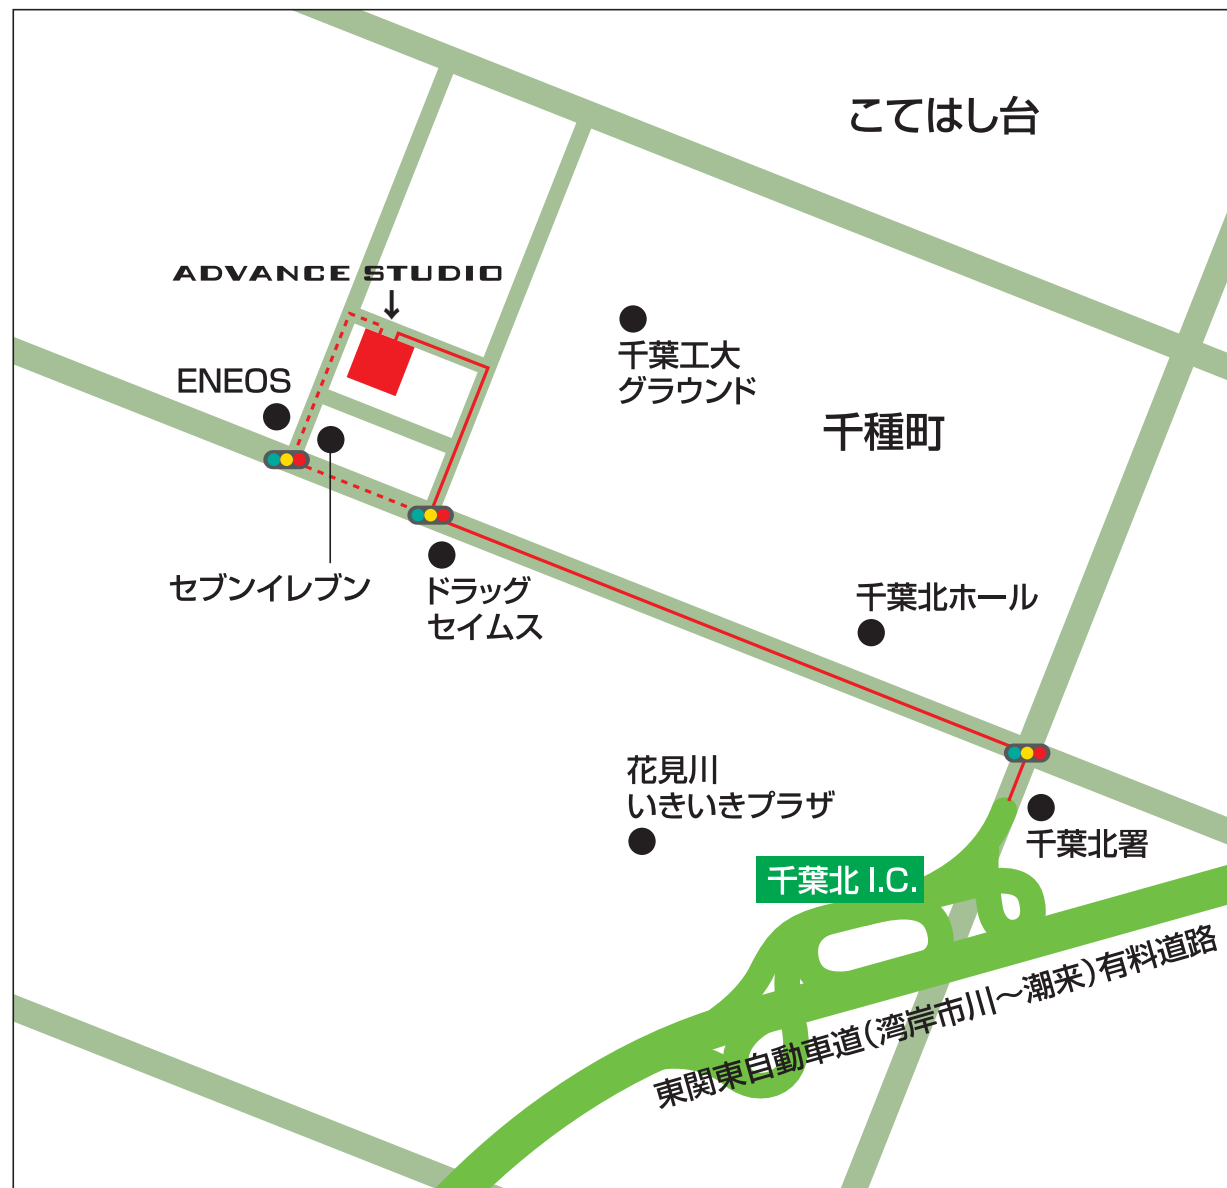 こてはし台
ADVANCE STUDIO
千葉工大
グラウンド
ENEOS
千種町
セブンイレブン
ドラッグ
セイムス
千葉北ホール
花見川
いきいきプラザ
千葉北署
千葉北 I.C.
東関東自動車道(湾岸市川〜潮来)有料道路